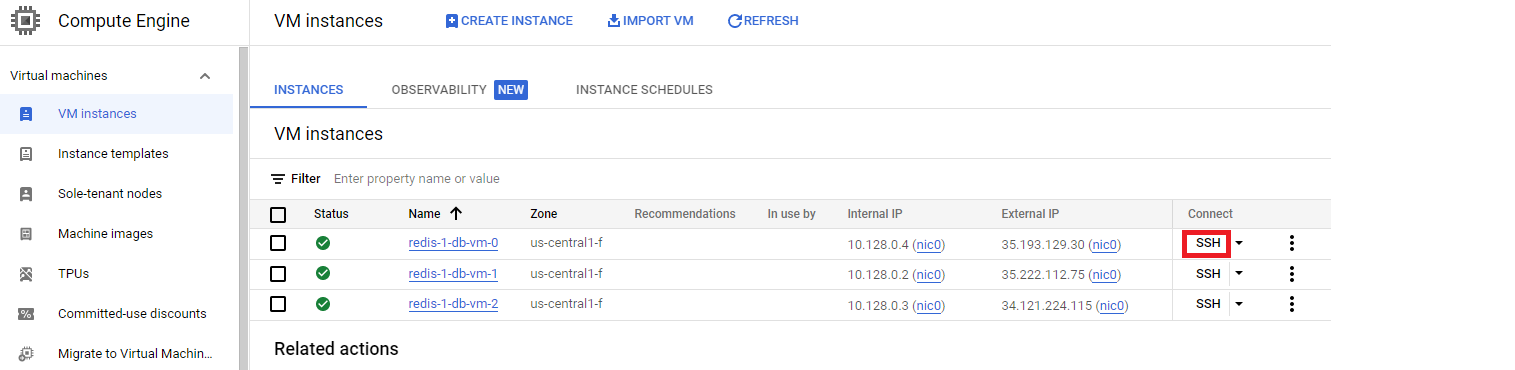 Compute Engine
VM instances
CREATE INSTANCE
IMPORT VM
REFRESH
Virtual machines
VM instances
Instance templates
Sole-tenant nodes
Machine images
TPUs
Committed-use discounts
Migrate to Virtual Machin...
INSTANCES
OBSERVABILITY NEW
INSTANCE SCHEDULES
VM instances
Filter Enter property name or value
Status Name Zone Recommendations In use by Internal IP External IP Connect
redis-1-db-vm-0 us-central1-f 10.128.0.4 (nic0) 35.193.129.30 (nic0) SSH
redis-1-db-vm-1 us-central1-f 10.128.0.2 (nic0) 35.222.112.75 (nic0) SSH
redis-1-db-vm-2 us-central1-f 10.128.0.3 (nic0) 34.121.224.115 (nic0) SSH
Related actions